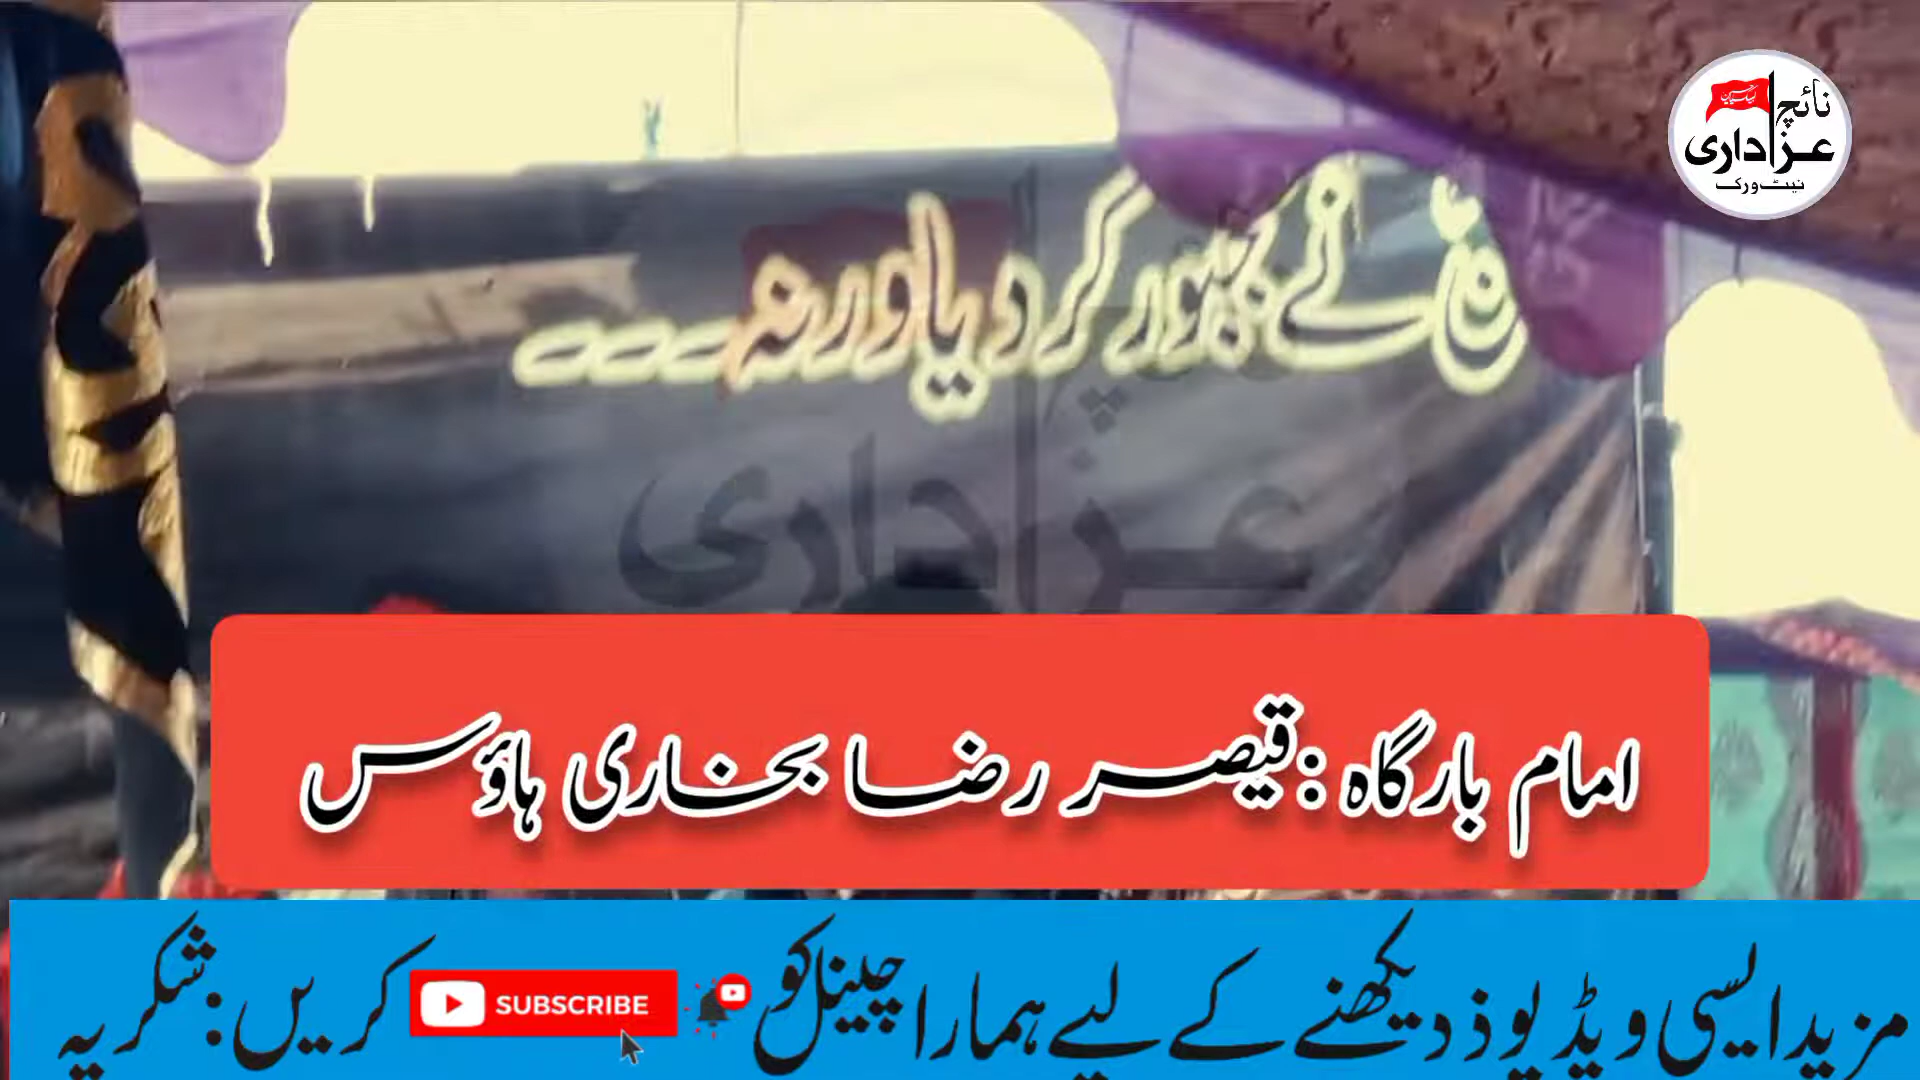 نائچ
عزاداری
نیٹ ورک
نے مجبور کر دیا ورنہ ۔۔۔
عزاداری
امام بارگاہ : قیصر رضا بخاری ہاؤس
مزید ایسی ویڈیوز دیکھنے کے لیے ہمارا چینل کو SUBSCRIBE کریں : شکریہ